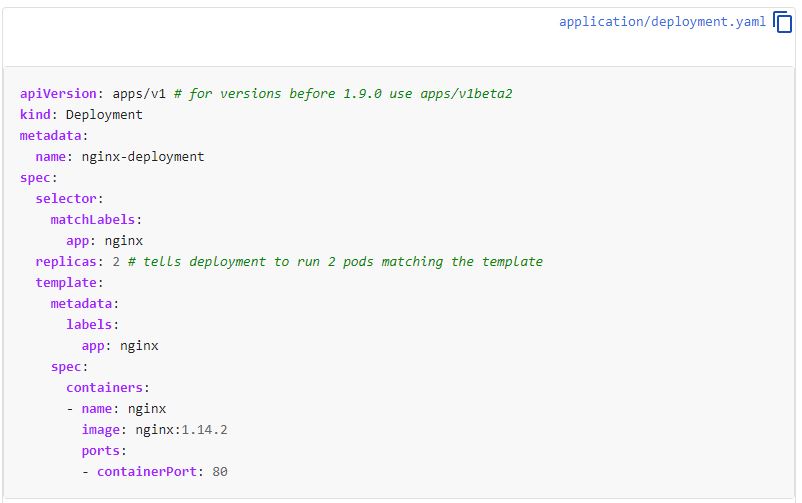 application/deployment.yaml
apiVersion: apps/v1 # for versions before 1.9.0 use apps/v1beta2
kind: Deployment
metadata:
  name: nginx-deployment
spec:
  selector:
    matchLabels:
      app: nginx
  replicas: 2 # tells deployment to run 2 pods matching the template
  template:
    metadata:
      labels:
        app: nginx
    spec:
      containers:
      - name: nginx
        image: nginx:1.14.2
        ports:
        - containerPort: 80